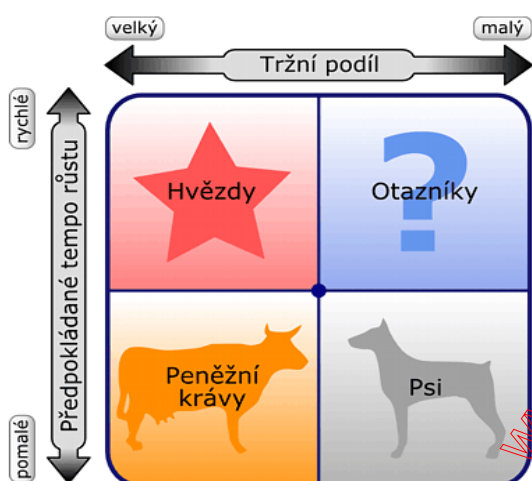 velký
malý
Tržní podíl
rychlé
Předpokládané tempo růstu
pomalé
Hvězdy
Otazníky
Peněžní
krávy
Psi